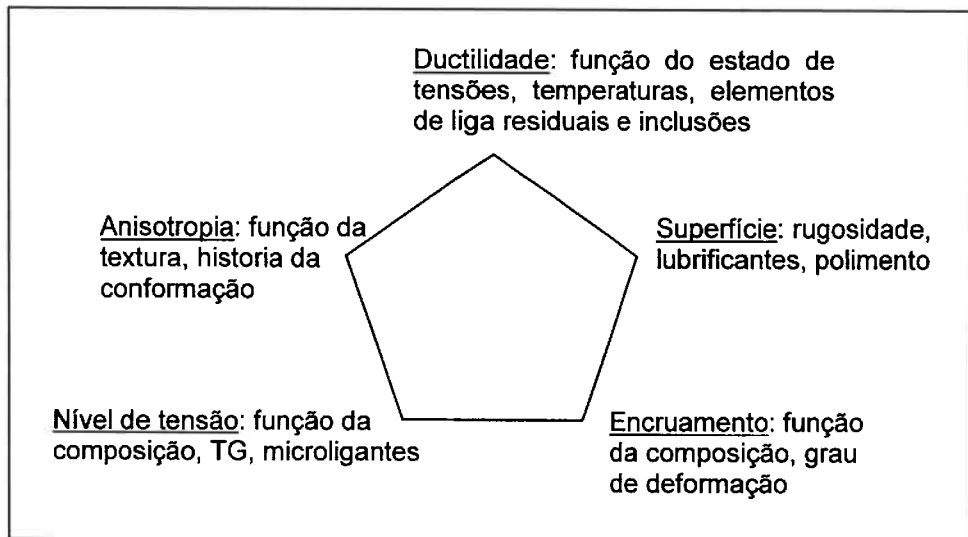 Ductilidade: função do estado de
tensões, temperaturas, elementos
de liga residuais e inclusões
Anisotropia: função da
textura, historia da
conformação
Superfície: rugosidade,
lubrificantes, polimento
Nível de tensão: função da
composição, TG, microligantes
Encruamento: função
da composição, grau
de deformação